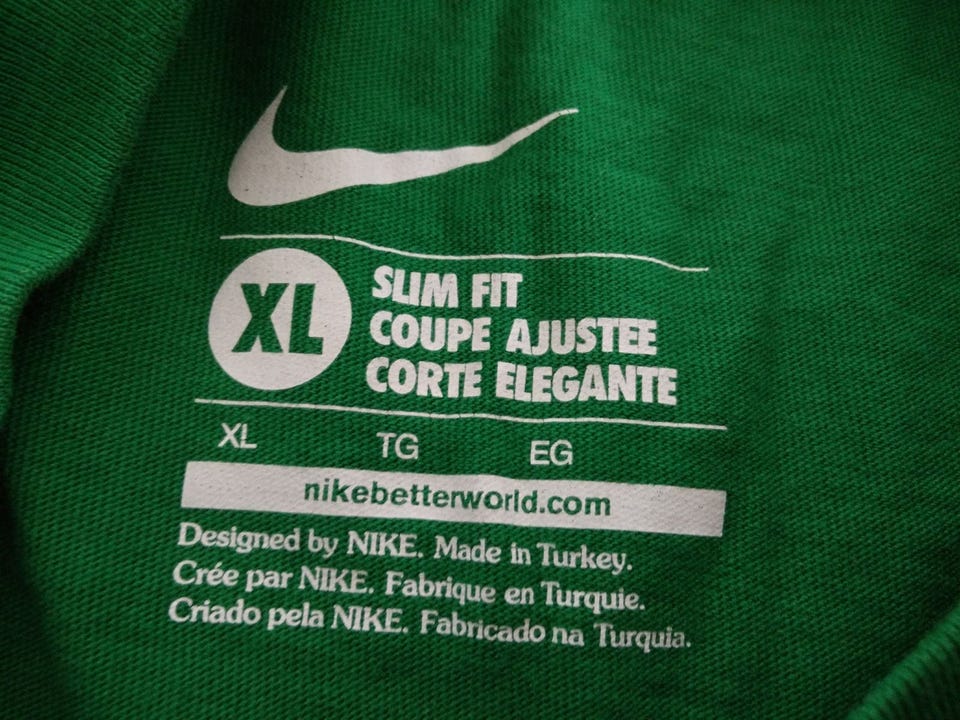 XL
SLIM FIT
COUPE AJUSTEE
CORTE ELEGANTE
XL TG EG
nikebetterworld.com
Designed by NIKE. Made in Turkey.
Crée par NIKE. Fabrique en Turquie.
Criado pela NIKE. Fabricado na Turquia.